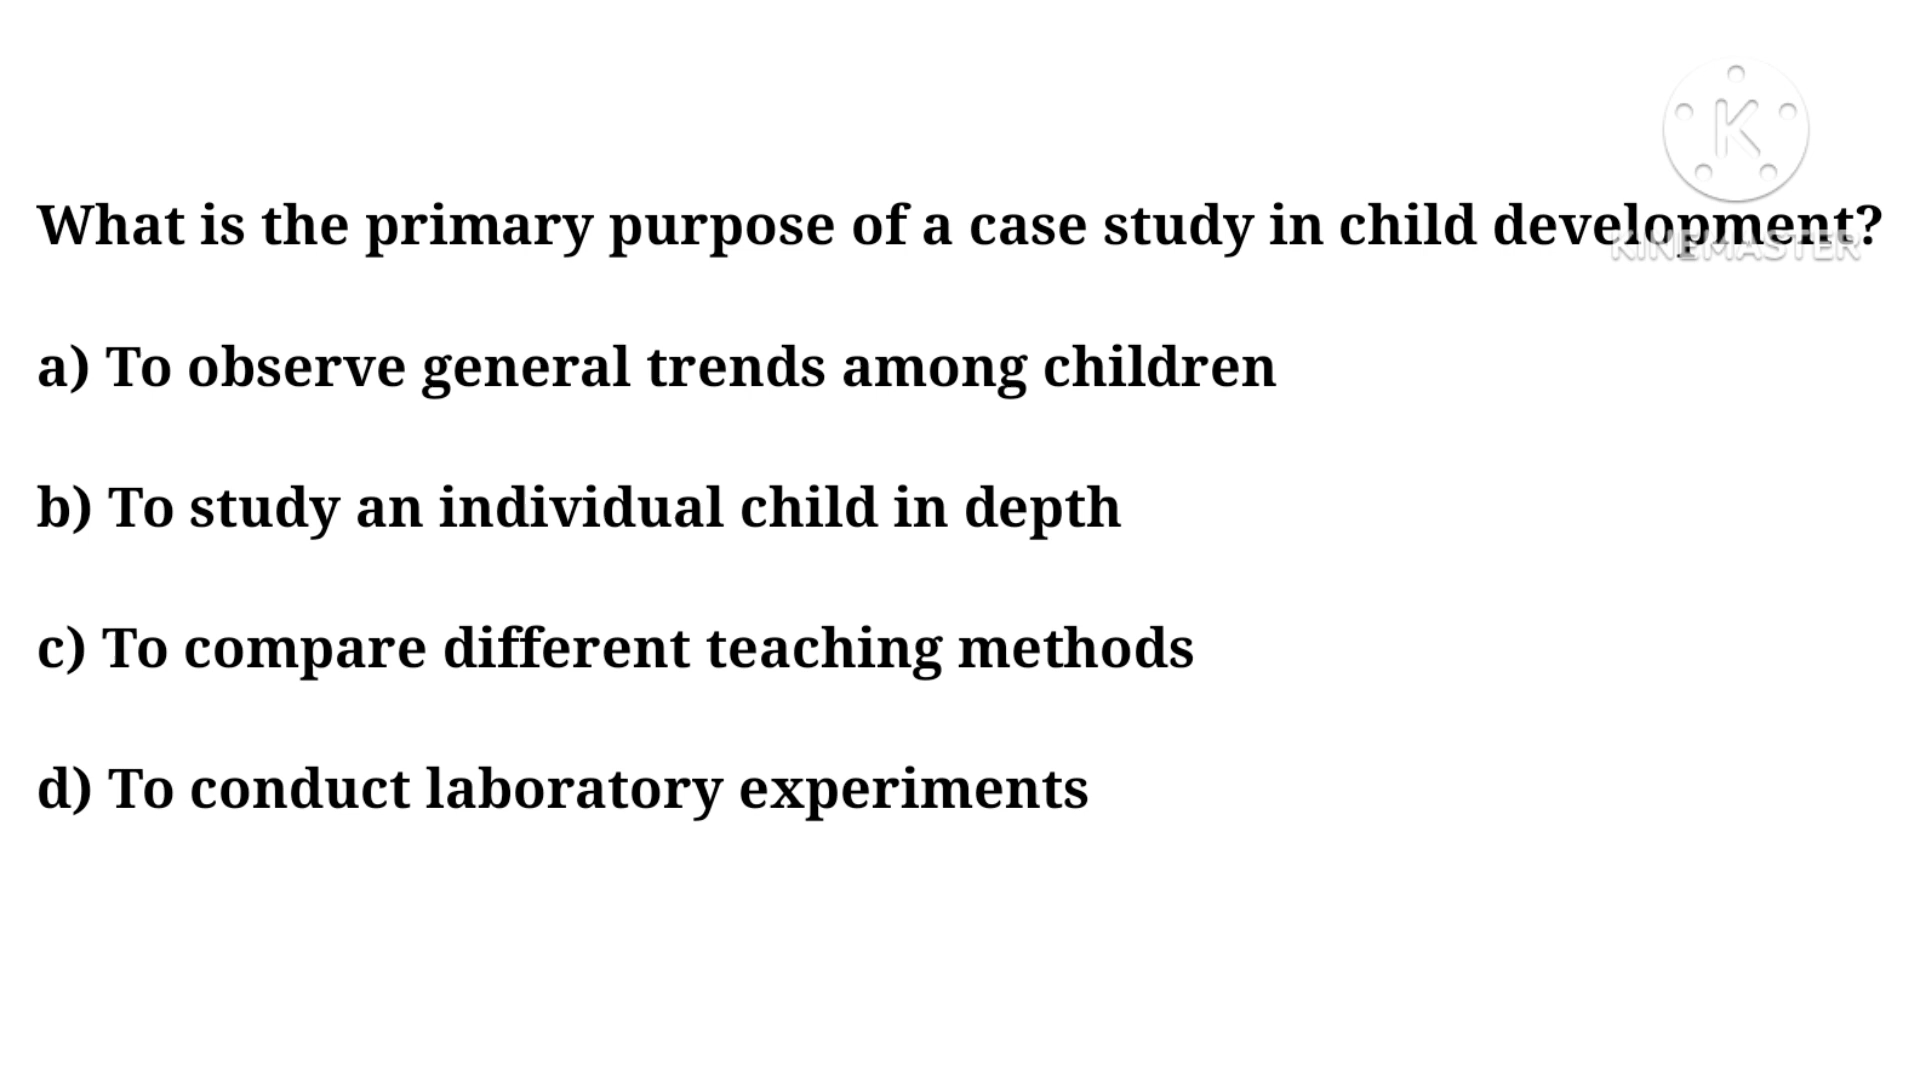 What is the primary purpose of a case study in child development?
KINEMASTER
a) To observe general trends among children
b) To study an individual child in depth
c) To compare different teaching methods
d) To conduct laboratory experiments